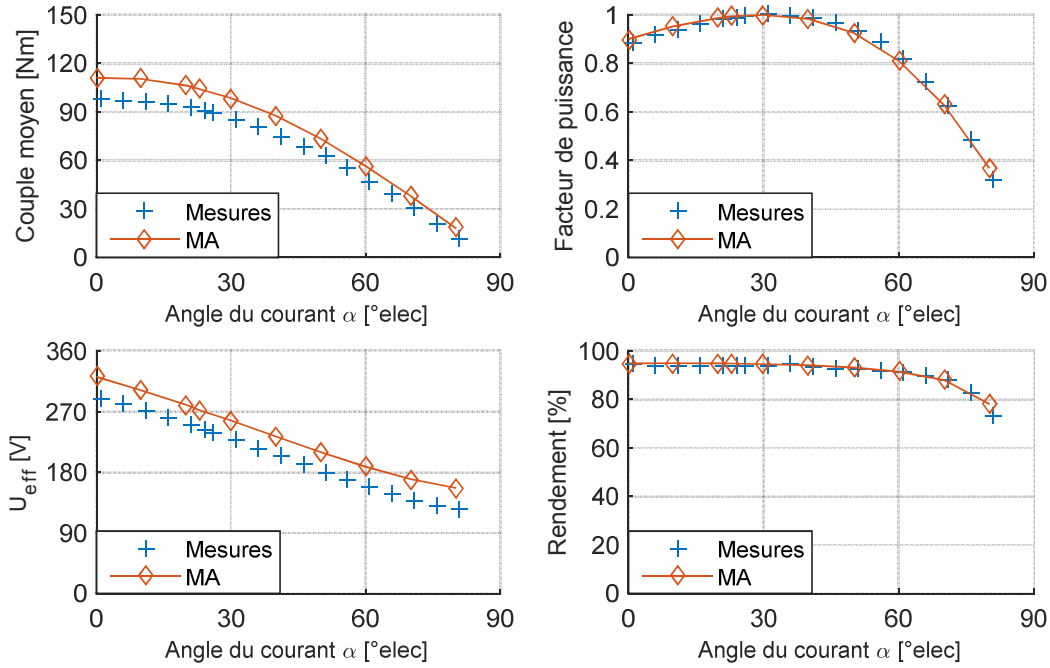 Couple moyen [Nm]
150
120
90
60
30
0
Mesures
MA
0 30 60 90
Angle du courant α [°elec]
Facteur de puissance
1
0.8
0.6
0.4
0.2
0
Mesures
MA
0 30 60 90
Angle du courant α [°elec]
U_eff [V]
360
270
180
90
0
Mesures
MA
0 30 60 90
Angle du courant α [°elec]
Rendement [%]
100
80
60
40
20
0
Mesures
MA
0 30 60 90
Angle du courant α [°elec]